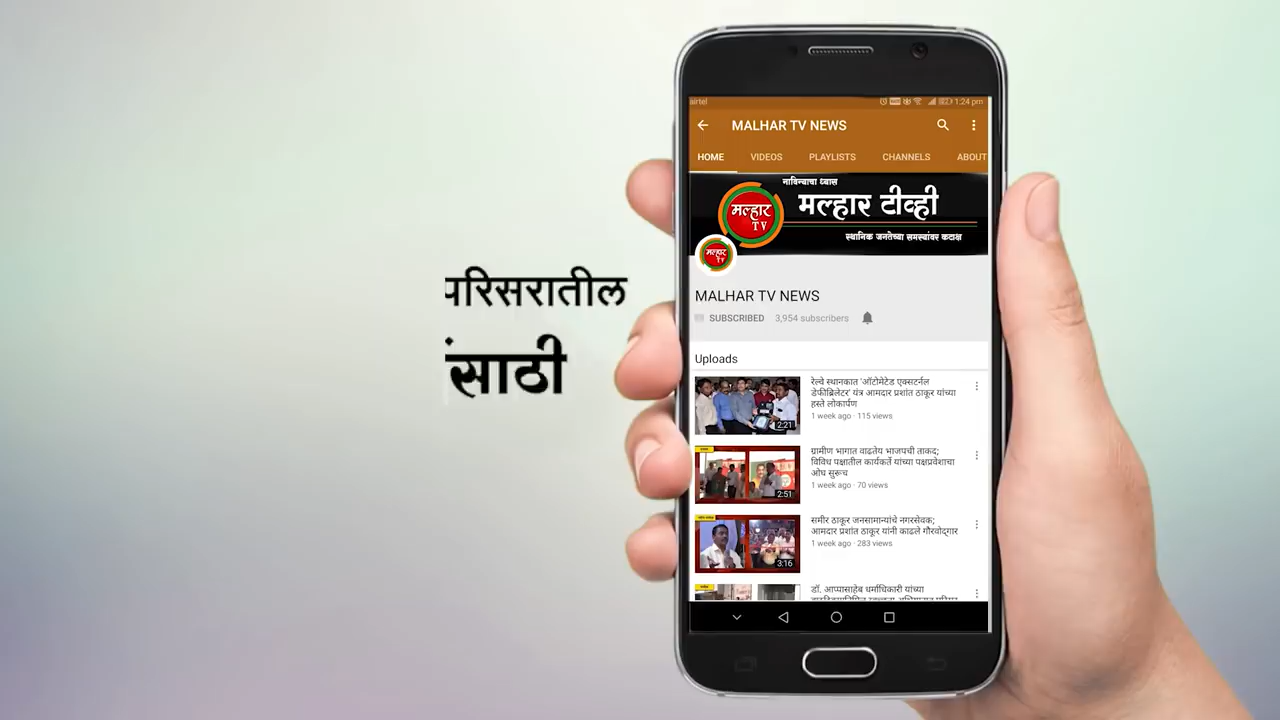 परिसरातील
ंसाठी
airtel
1:24 pm
MALHAR TV NEWS
HOME VIDEOS PLAYLISTS CHANNELS ABOUT
नाविन्याचा ध्यास
मल्हार टीव्ही
स्थानिक जनतेच्या समस्यांवर कटाक्ष
मल्हार
TV
मल्हार
TV
MALHAR TV NEWS
SUBSCRIBED 3,954 subscribers
Uploads
रेल्वे स्थानकात 'ऑटोमेटेड एक्सटर्नल
डेफीब्रिलेटर' यंत्र आमदार प्रशांत ठाकूर यांच्या
हस्ते लोकार्पण
1 week ago · 115 views
2:21
ग्रामीण भागात वाढतेय भाजपची ताकद;
विविध पक्षातील कार्यकर्ते यांच्या पक्षप्रवेशाचा
ओघ सुरूच
1 week ago · 70 views
2:51
समीर ठाकूर जनसामान्यांचे नगरसेवक;
आमदार प्रशांत ठाकूर यांनी काढले गौरवोद्गार
1 week ago · 283 views
3:16
डॉ. आप्पासाहेब धर्माधिकारी यांच्या